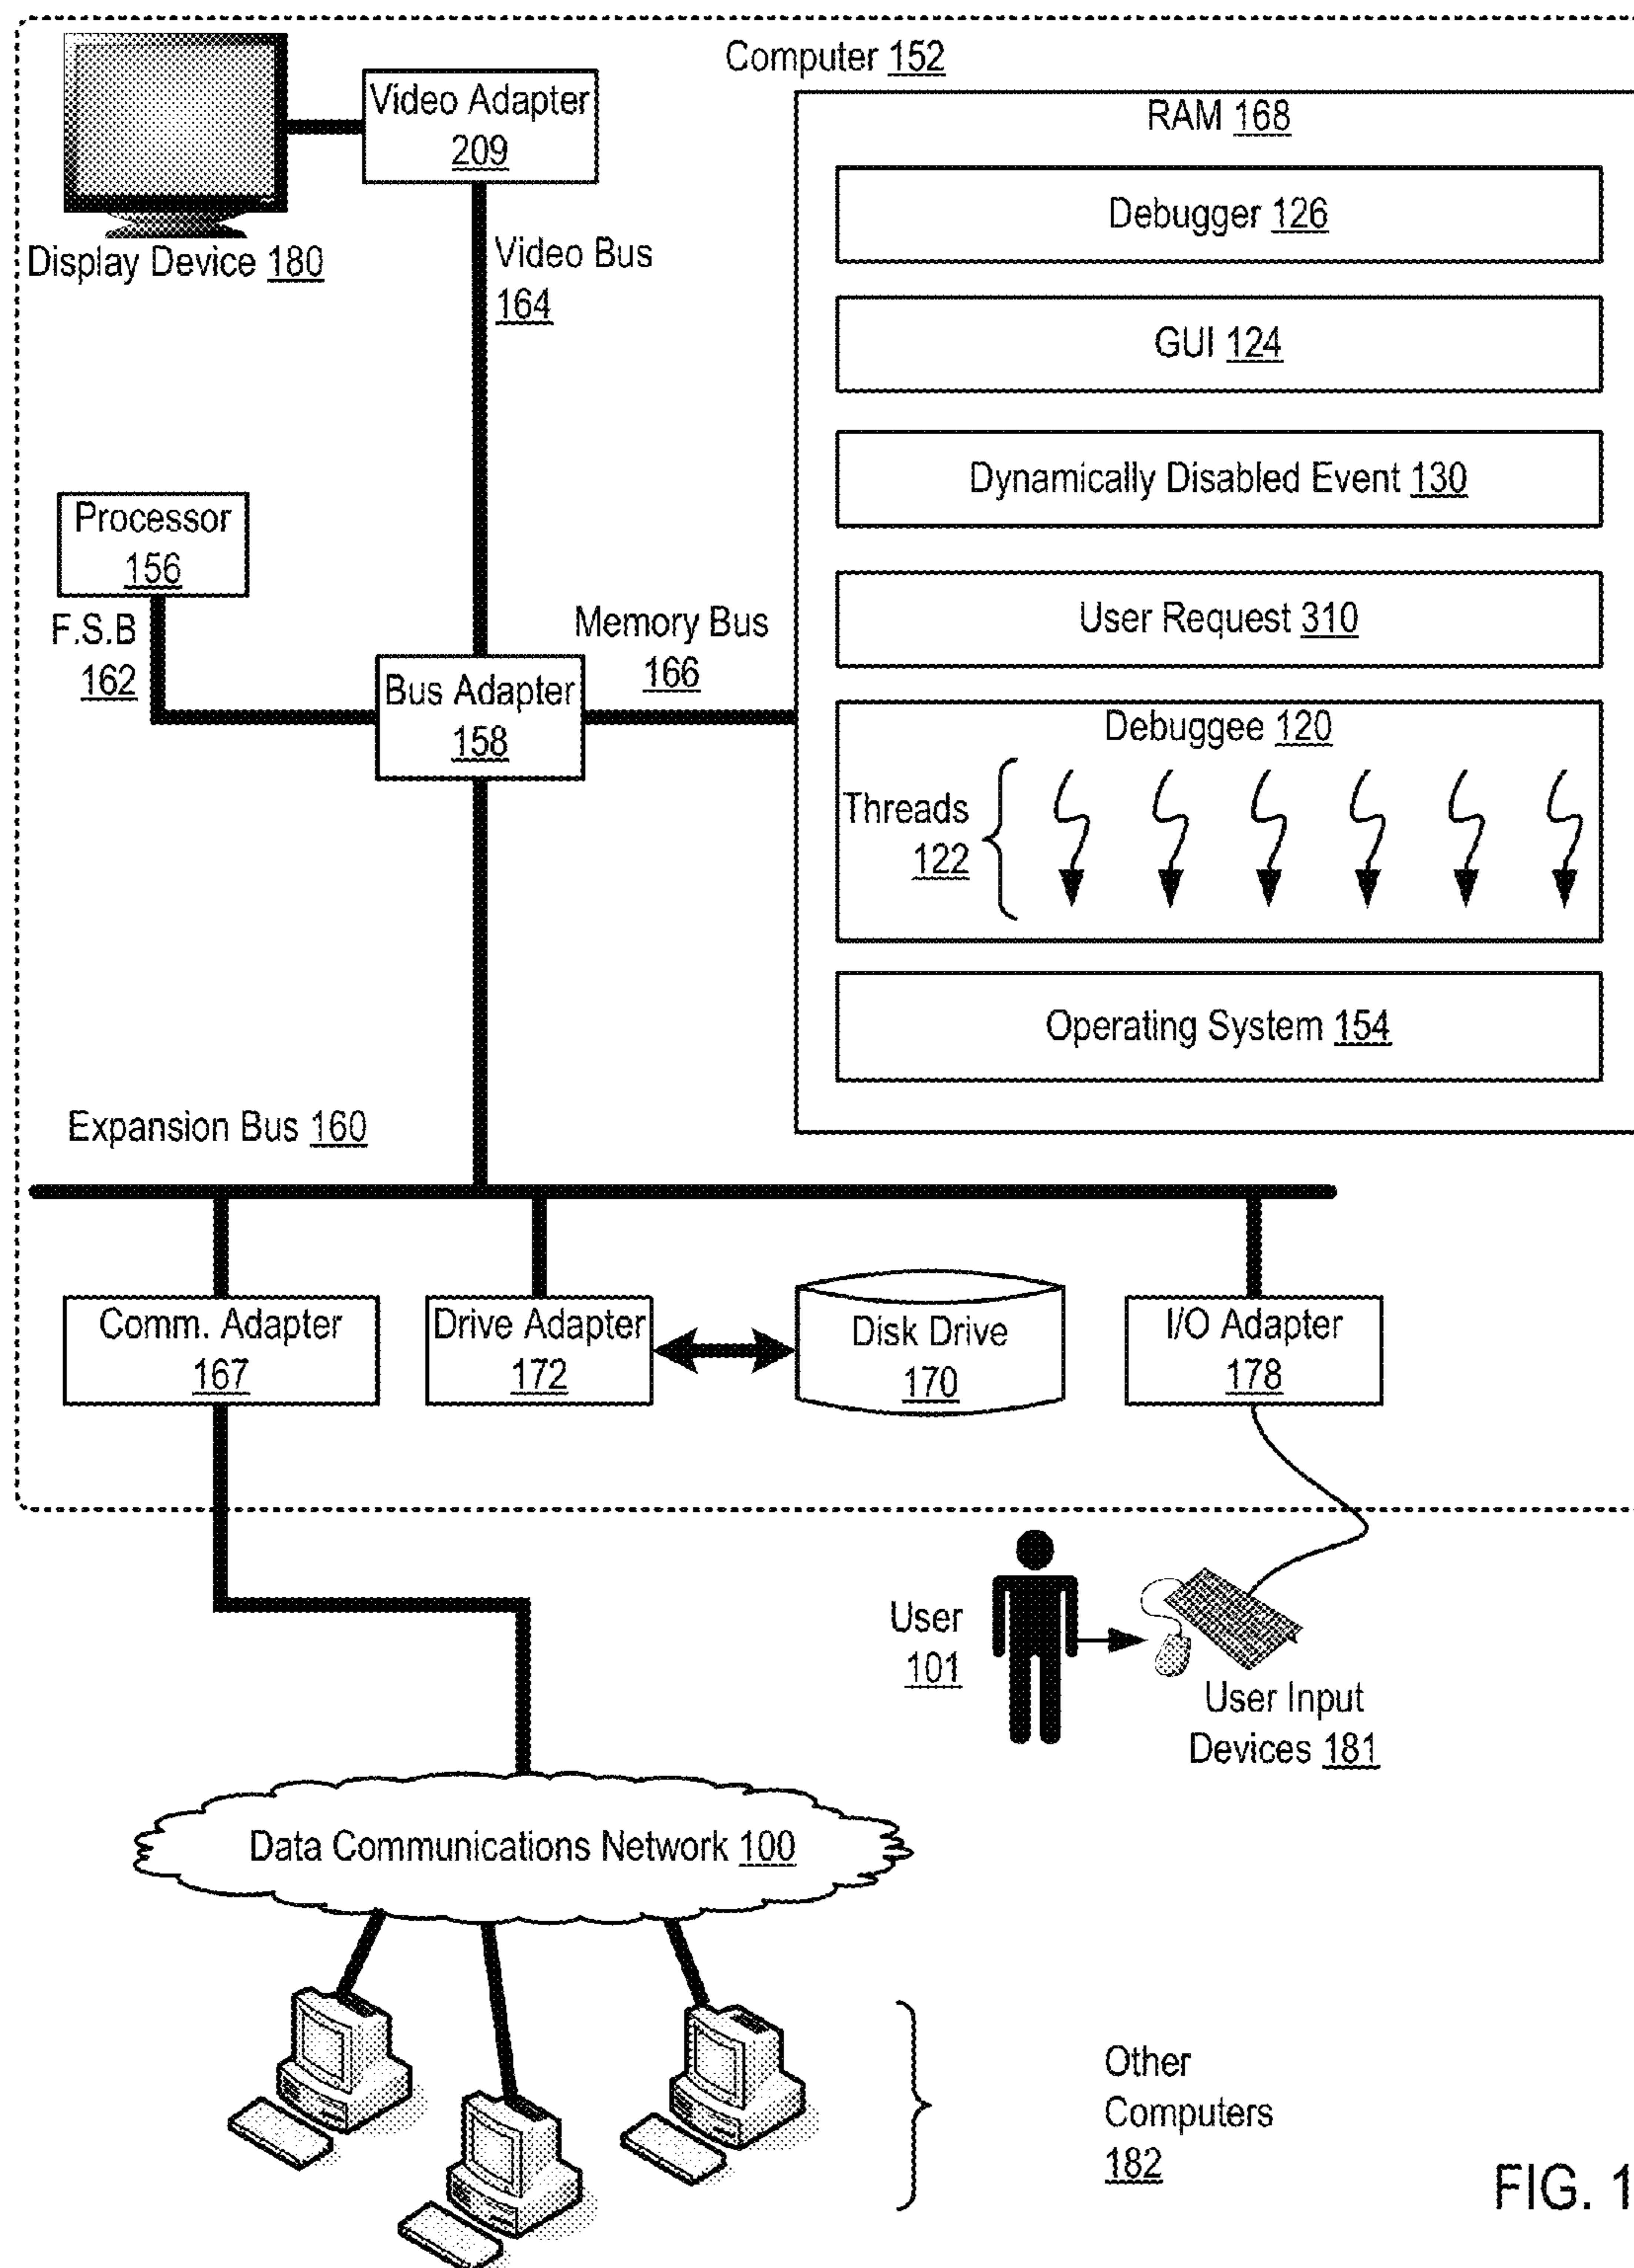 Computer 152
Video Adapter
209
Display Device 180
Video Bus
164
RAM 168
Debugger 126
GUI 124
Dynamically Disabled Event 130
User Request 310
Debuggee 120
Threads
122
Operating System 154
Processor
156
F.S.B
162
Bus Adapter
158
Memory Bus
166
Expansion Bus 160
Comm. Adapter
167
Drive Adapter
172
Disk Drive
170
I/O Adapter
178
User
101
User Input
Devices 181
Data Communications Network 100
Other
Computers
182
FIG. 1